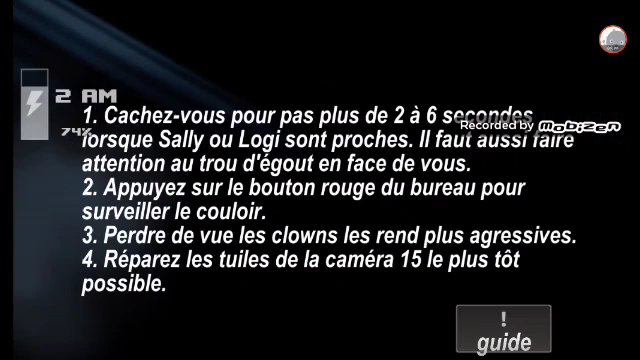 2 AM
74%
1. Cachez-vous pour pas plus de 2 à 6 secondes
lorsque Sally ou Logi sont proches. Il faut aussi faire
attention au trou d'égout en face de vous.
2. Appuyez sur le bouton rouge du bureau pour
surveiller le couloir.
3. Perdre de vue les clowns les rend plus agressives.
4. Réparez les tuiles de la caméra 15 le plus tôt
possible.
Recorded by Mobizen
!
guide